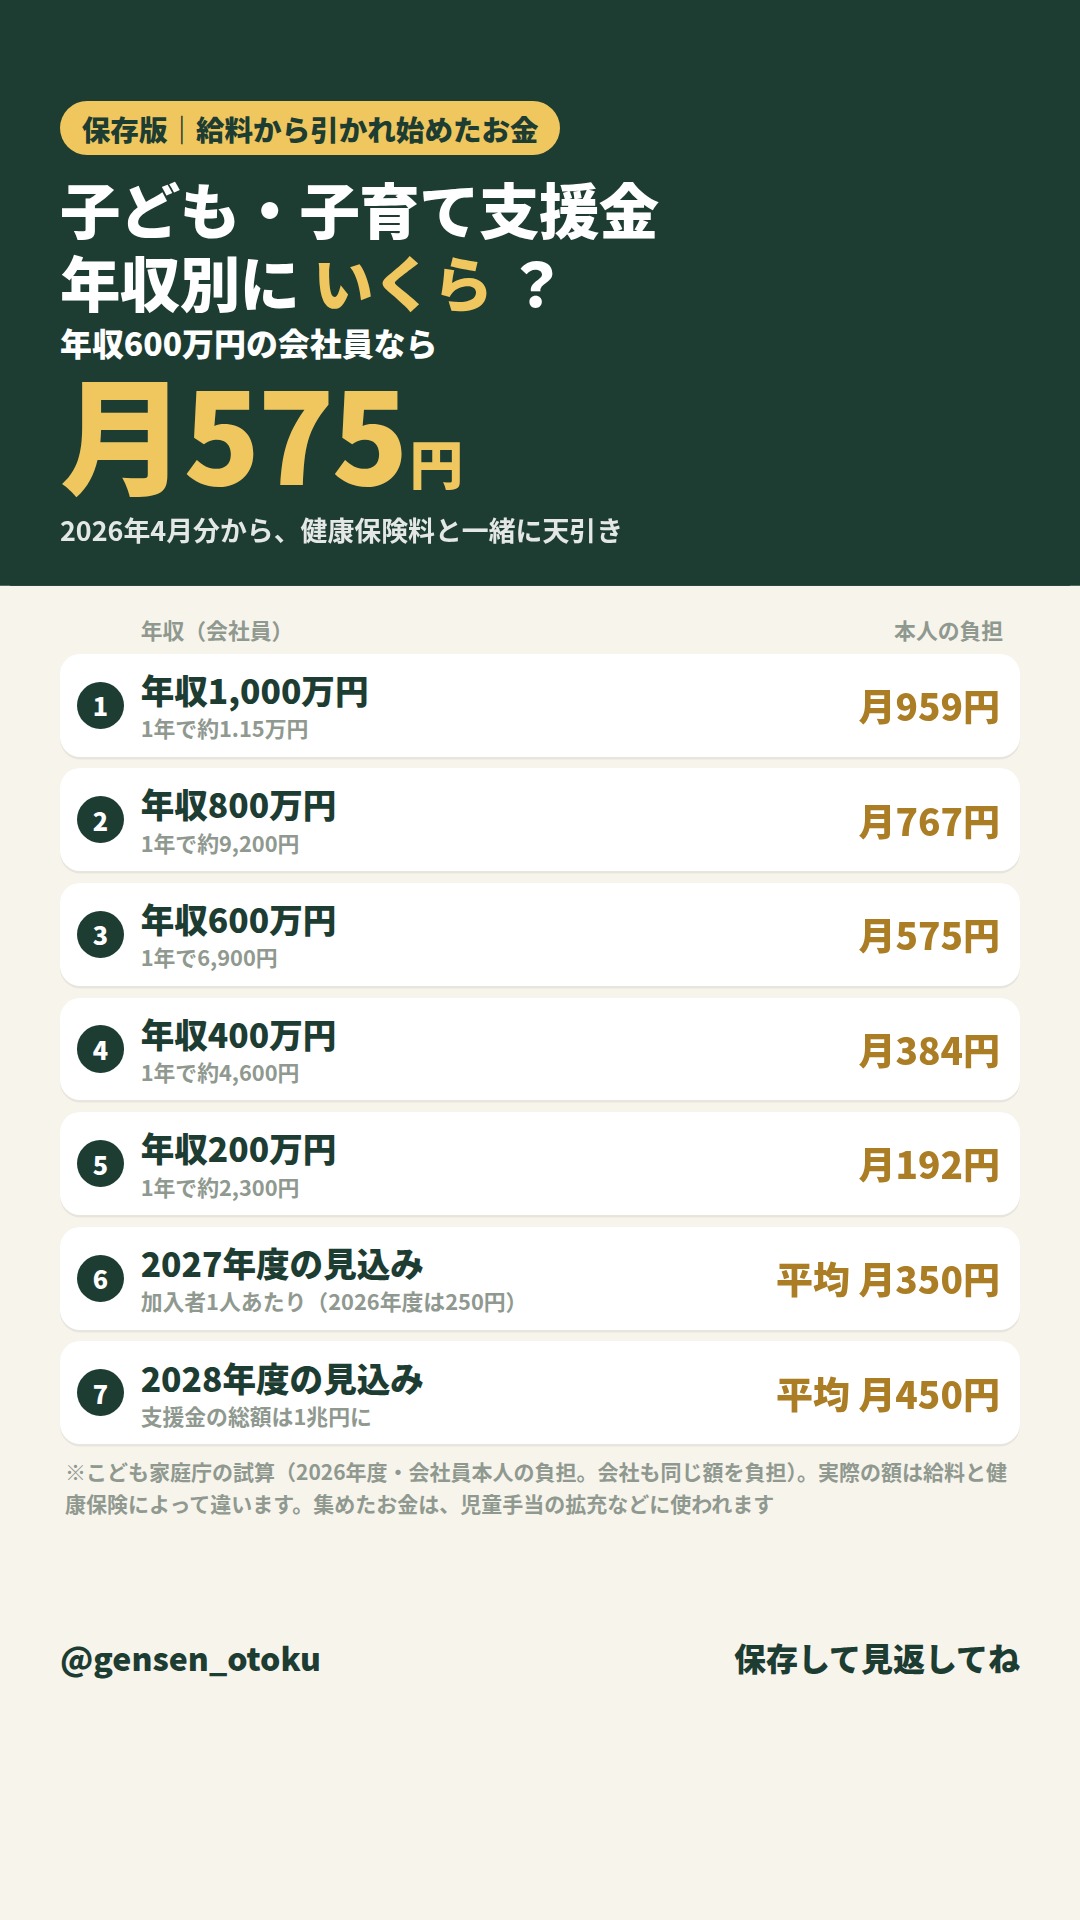 保存版｜給料から引かれ始めたお金
子ども・子育て支援金
年収別に いくら ？
年収600万円の会社員なら
月575円
2026年4月分から、健康保険料と一緒に天引き
年収（会社員） 本人の負担
1 年収1,000万円 月959円
1年で約1.15万円
2 年収800万円 月767円
1年で約9,200円
3 年収600万円 月575円
1年で6,900円
4 年収400万円 月384円
1年で約4,600円
5 年収200万円 月192円
1年で約2,300円
6 2027年度の見込み 平均 月350円
加入者1人あたり（2026年度は250円）
7 2028年度の見込み 平均 月450円
支援金の総額は1兆円に
※こども家庭庁の試算（2026年度・会社員本人の負担。会社も同じ額を負担）。実際の額は給料と健
康保険によって違います。集めたお金は、児童手当の拡充などに使われます
@gensen_otoku 保存して見返してね